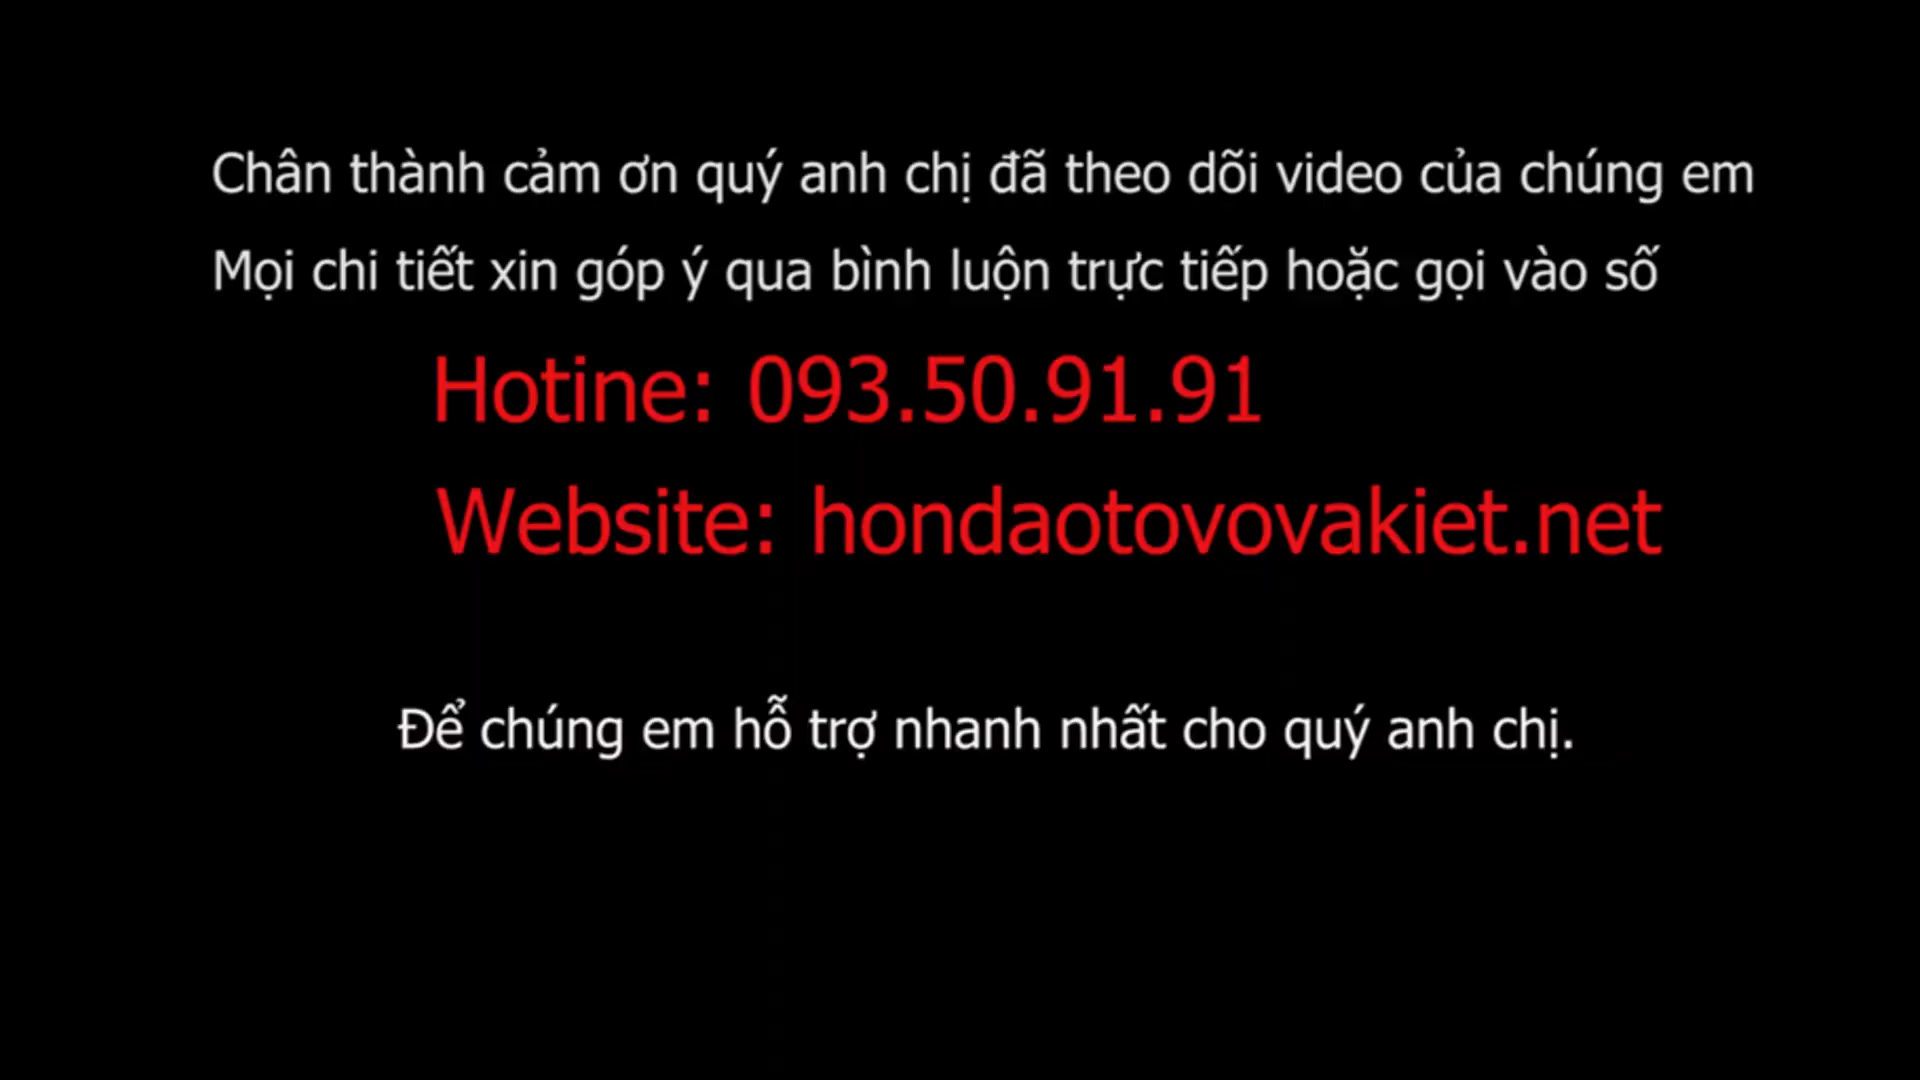 Chân thành cảm ơn quý anh chị đã theo dõi video của chúng em
Mọi chi tiết xin góp ý qua bình luộn trực tiếp hoặc gọi vào số
Hotine: 093.50.91.91
Website: hondaotovovakiet.net
Để chúng em hỗ trợ nhanh nhất cho quý anh chị.